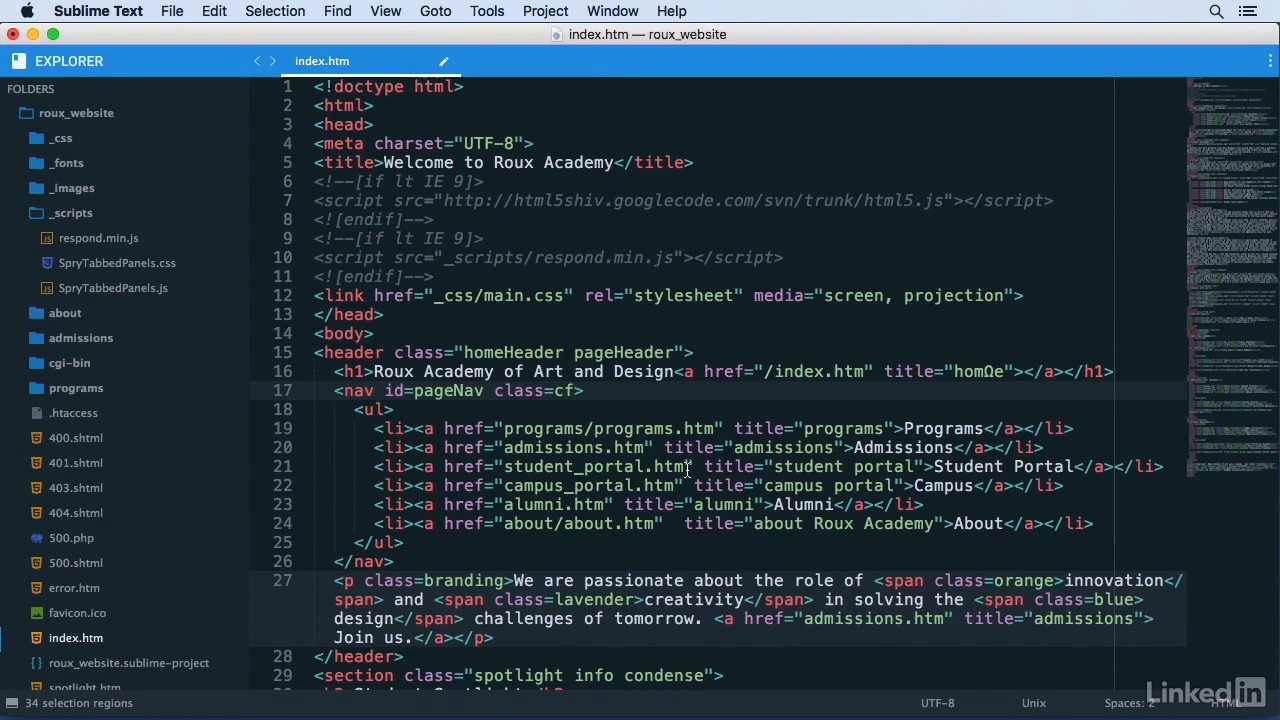 Sublime Text File Edit Selection Find View Goto Tools Project Window Help
index.htm — roux_website
EXPLORER
index.htm
FOLDERS
roux_website
_css
_fonts
_images
_scripts
respond.min.js
SpryTabbedPanels.css
SpryTabbedPanels.js
about
admissions
cgi-bin
programs
.htaccess
400.shtml
401.shtml
403.shtml
404.shtml
500.php
500.shtml
error.htm
favicon.ico
index.htm
roux_website.sublime-project
spotlight.htm
1 <!doctype html>
2 <html>
3 <head>
4 <meta charset="UTF-8">
5 <title>Welcome to Roux Academy</title>
6 <!--[if lt IE 9]>
7 <script src="http://html5shiv.googlecode.com/svn/trunk/html5.js"></script>
8 <![endif]-->
9 <!--[if lt IE 9]>
10 <script src="_scripts/respond.min.js"></script>
11 <![endif]-->
12 <link href="_css/main.css" rel="stylesheet" media="screen, projection">
13 </head>
14 <body>
15 <header class="homeHeader pageHeader">
16 <h1>Roux Academy of Art and Design<a href="/index.htm" title="homΩe"></a></h1>
17 <nav id=pageNav class=cf>
18 <ul>
19 <li><a href="programs/programs.htm" title="programs">Programs</a></li>
20 <li><a href="admissions.htm" title="admissions">Admissions</a></li>
21 <li><a href="student_portal.htm" title="student portal">Student Portal</a></li>
22 <li><a href="campus_portal.htm" title="campus portal">Campus</a></li>
23 <li><a href="alumni.htm" title="alumni">Alumni</a></li>
24 <li><a href="about/about.htm"  title="about Roux Academy">About</a></li>
25 </ul>
26 </nav>
27 <p class=branding>We are passionate about the role of <span class=orange>innovation</
span> and <span class=lavender>creativity</span> in solving the <span class=blue>
design</span> challenges of tomorrow. <a href="admissions.htm" title="admissions">
Join us.</a></p>
28 </header>
29 <section class="spotlight info condense">
34 selection regions UTF-8 Unix Spaces: 2 HTML
LinkedIn